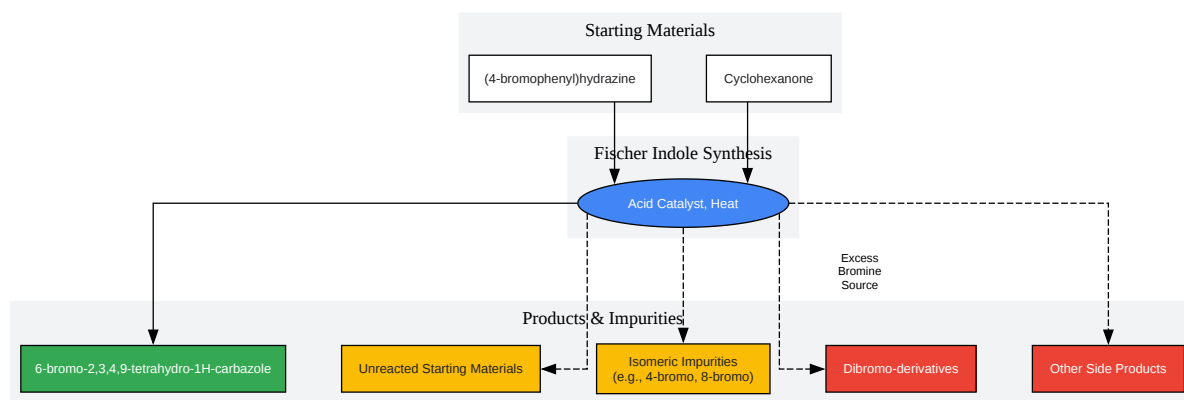 Starting Materials
(4-bromophenyl)hydrazine
Cyclohexanone
Fischer Indole Synthesis
Acid Catalyst, Heat
Excess
Bromine
Source
Products & Impurities
6-bromo-2,3,4,9-tetrahydro-1H-carbazole
Unreacted Starting Materials
Isomeric Impurities
(e.g., 4-bromo, 8-bromo)
Dibromo-derivatives
Other Side Products